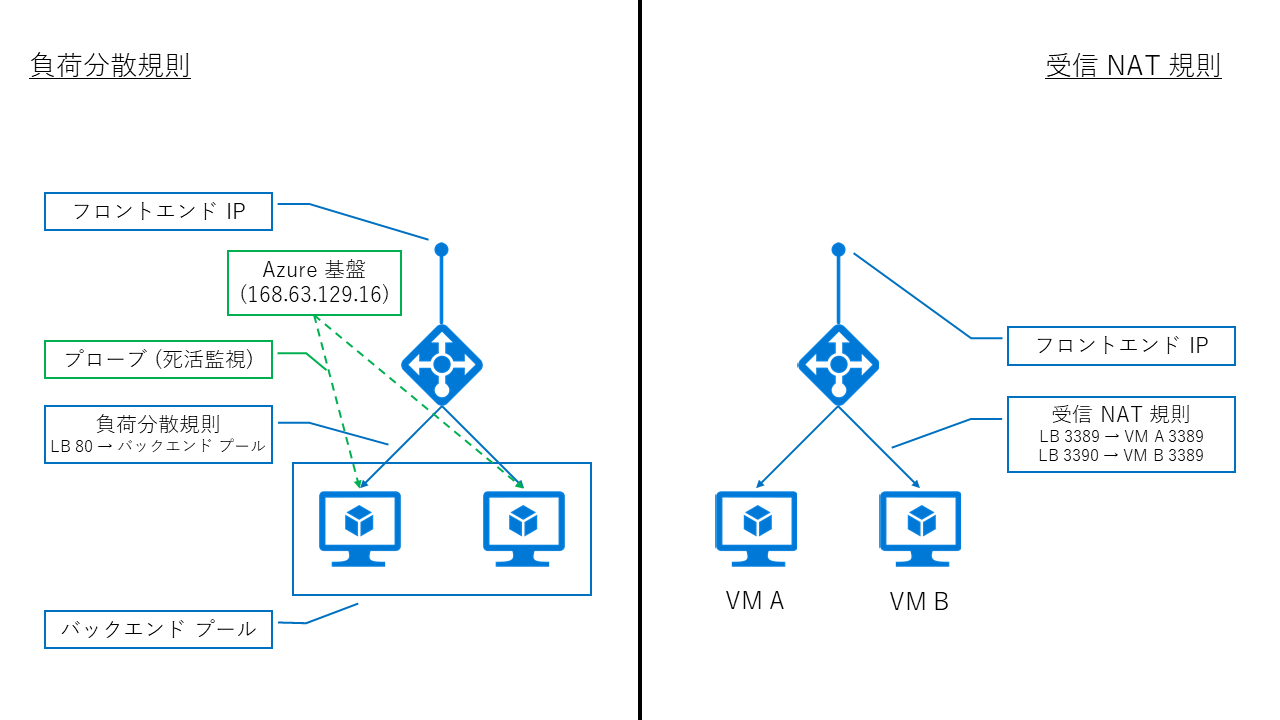 負荷分散規則
フロントエンド IP
Azure 基盤
(168.63.129.16)
プローブ (死活監視)
負荷分散規則
LB 80 → バックエンド プール
バックエンド プール
受信 NAT 規則
フロントエンド IP
受信 NAT 規則
LB 3389 → VM A 3389
LB 3390 → VM B 3389
VM A
VM B